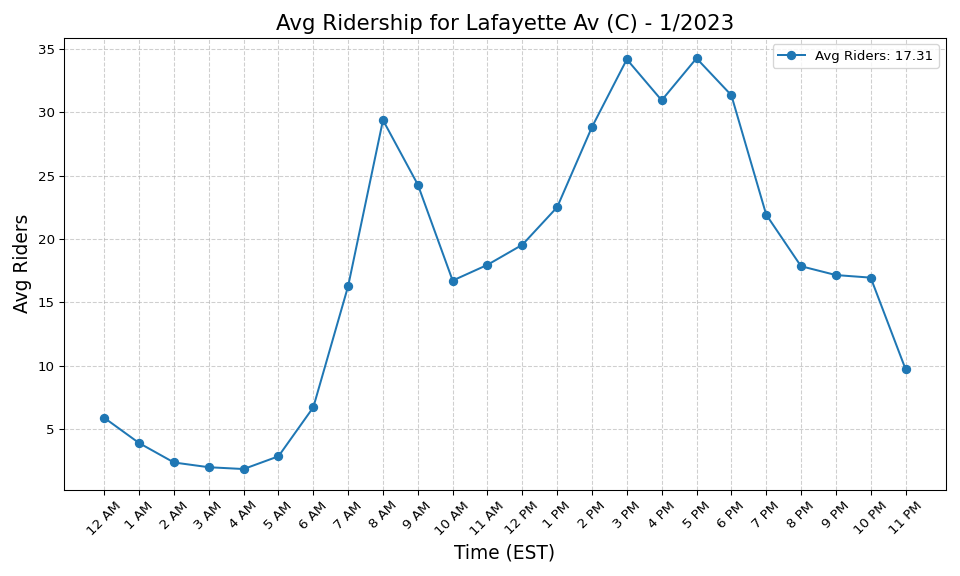 Avg Ridership for Lafayette Av (C) - 1/2023
Avg Riders: 17.31
35
30
25
20
15
10
5
Avg Riders
12 AM
1 AM
2 AM
3 AM
4 AM
5 AM
6 AM
7 AM
8 AM
9 AM
10 AM
11 AM
12 PM
1 PM
2 PM
3 PM
4 PM
5 PM
6 PM
7 PM
8 PM
9 PM
10 PM
11 PM
Time (EST)